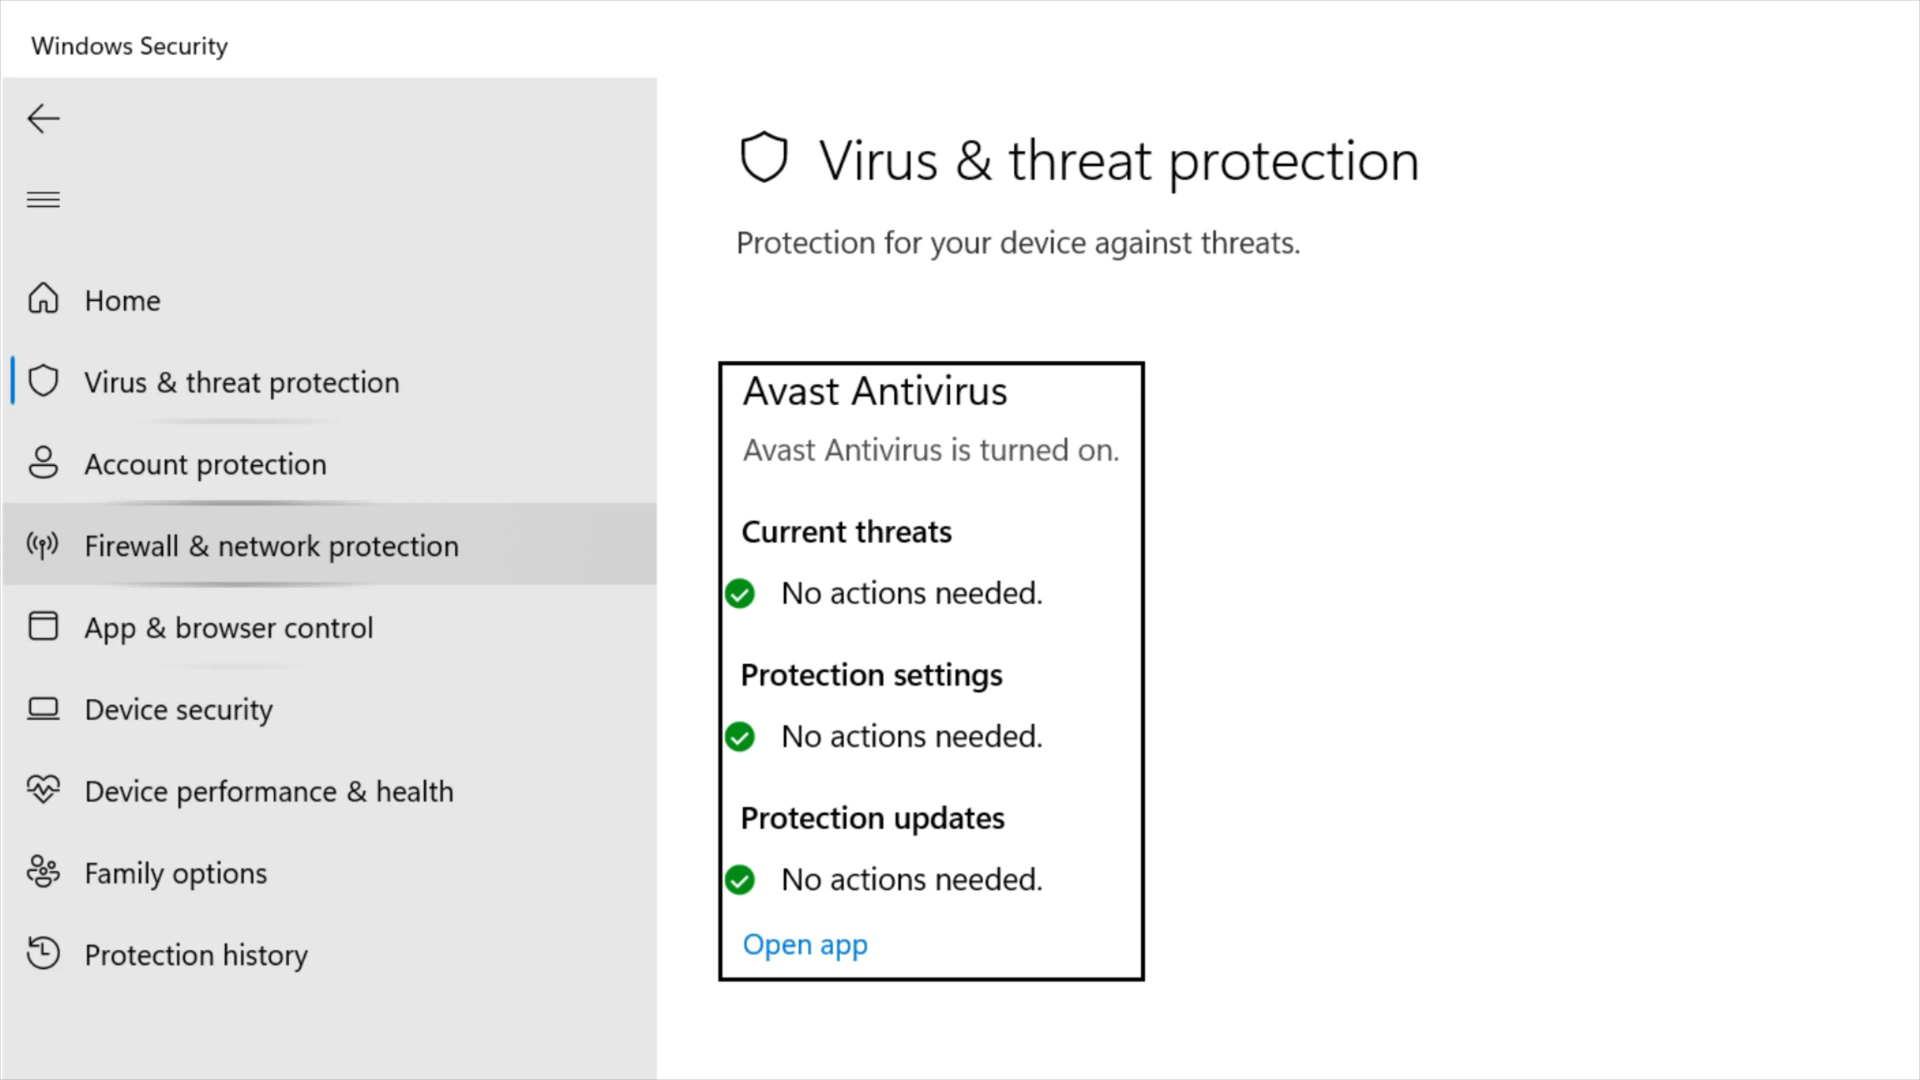 Windows Security
Home
Virus & threat protection
Account protection
Firewall & network protection
App & browser control
Device security
Device performance & health
Family options
Protection history
Virus & threat protection
Protection for your device against threats.
Avast Antivirus
Avast Antivirus is turned on.
Current threats
No actions needed.
Protection settings
No actions needed.
Protection updates
No actions needed.
Open app